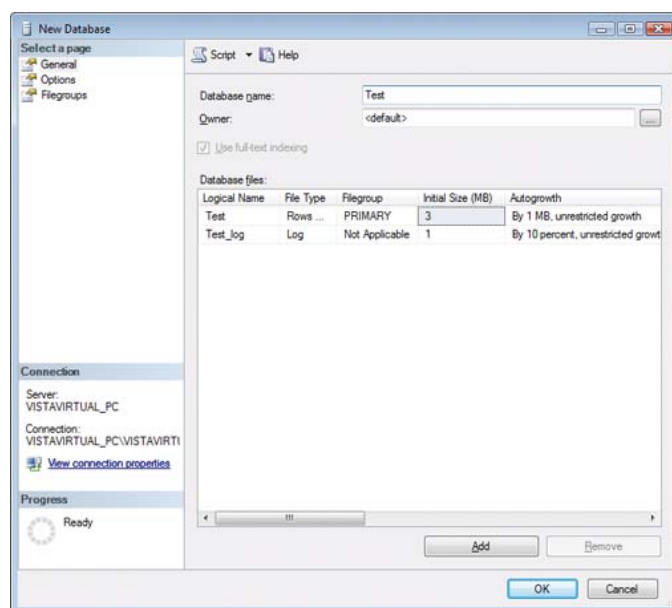 New Database
Select a page
General
Options
Filegroups
Script
Help
Database name:
Test
Owner:
<default>
...
Use full-text indexing
Database files:
Logical Name File Type Filegroup Initial Size (MB) Autogrowth
Test Rows ... PRIMARY 3 By 1 MB, unrestricted growth
Test_log Log Not Applicable 1 By 10 percent, unrestricted growt
Connection
Server:
VISTAVIRTUAL_PC
Connection:
VISTAVIRTUAL_PC\VISTAVIRTU
View connection properties
Progress
Ready
Add
Remove
OK
Cancel